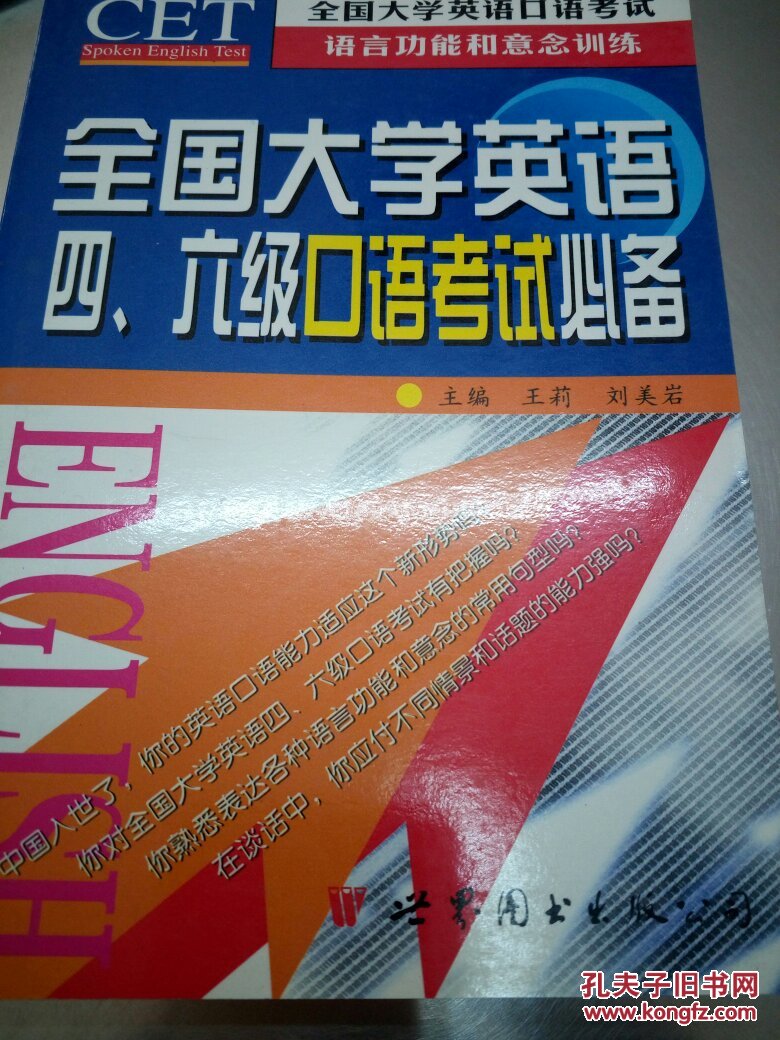 CET
Spoken English Test
全国大学英语口语考试
语言功能和意念训练
全国大学英语
四、六级口语考试必备
主编 王莉 刘美岩
ENGLISH
中国入世了，你的英语口语能力适应这个新形势吗？
你对全国大学英语四、六级口语考试有把握吗？
你熟悉表达各种语言功能和意念的常用句型吗？
在谈话中，你应付不同情景和话题的能力强吗？
世界图书出版公司
孔夫子旧书网
www.kongfz.com